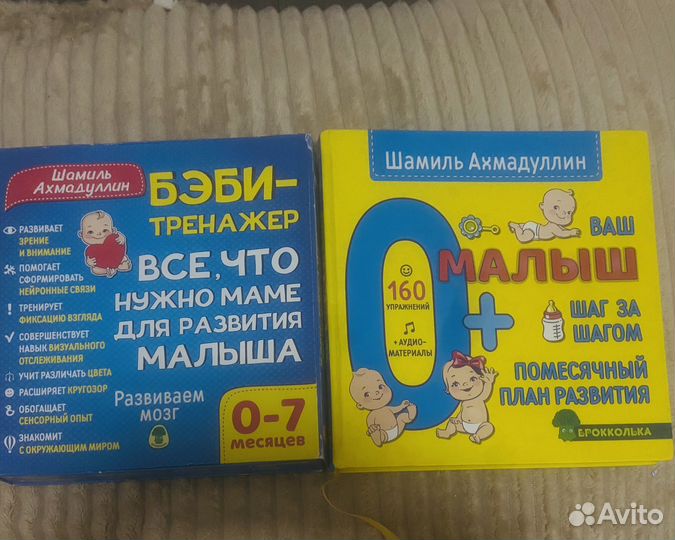 Шамиль
Ахмадуллин
БЭБИ-
ТРЕНАЖЕР
РАЗВИВАЕТ
ЗРЕНИЕ
И ВНИМАНИЕ
ПОМОГАЕТ
СФОРМИРОВАТЬ
НЕЙРОННЫЕ СВЯЗИ
ТРЕНИРУЕТ
ФИКСАЦИЮ ВЗГЛЯДА
СОВЕРШЕНСТВУЕТ
НАВЫК ВИЗУАЛЬНОГО
ОТСЛЕЖИВАНИЯ
УЧИТ РАЗЛИЧАТЬ ЦВЕТА
РАСШИРЯЕТ КРУГОЗОР
ОБОГАЩАЕТ
СЕНСОРНЫЙ ОПЫТ
ЗНАКОМИТ
С ОКРУЖАЮЩИМ МИРОМ
ВСЕ, ЧТО
НУЖНО МАМЕ
ДЛЯ РАЗВИТИЯ
МАЛЫША
Развиваем
мозг
0-7
месяцев
Шамиль Ахмадуллин
ВАШ
МАЛЫШ
0+
160
УПРАЖНЕНИЙ
+ АУДИО-
МАТЕРИАЛЫ
ШАГ ЗА
ШАГОМ
ПОМЕСЯЧНЫЙ
ПЛАН РАЗВИТИЯ
БРОККОЛЬКА
Avito